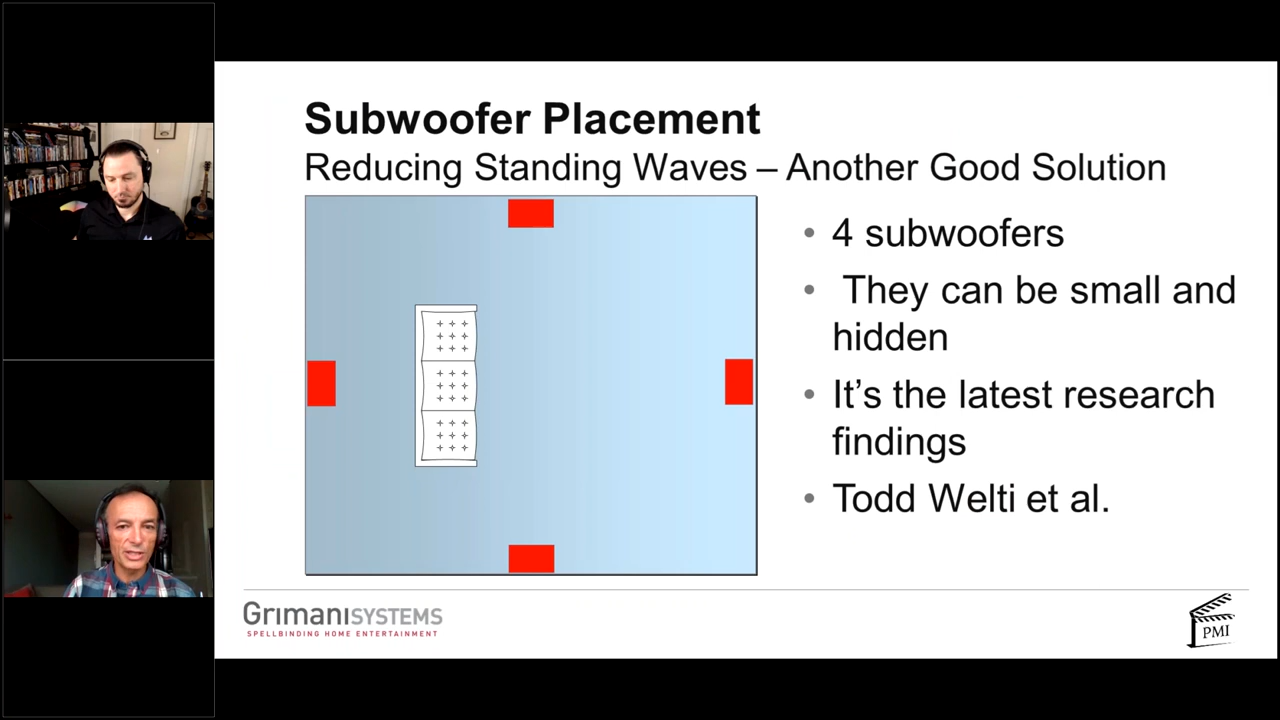 Subwoofer Placement
Reducing Standing Waves – Another Good Solution
• 4 subwoofers
• They can be small and
hidden
• It's the latest research
findings
• Todd Welti et al.
GrimaniSYSTEMS
SPELLBINDING HOME ENTERTAINMENT
PMI